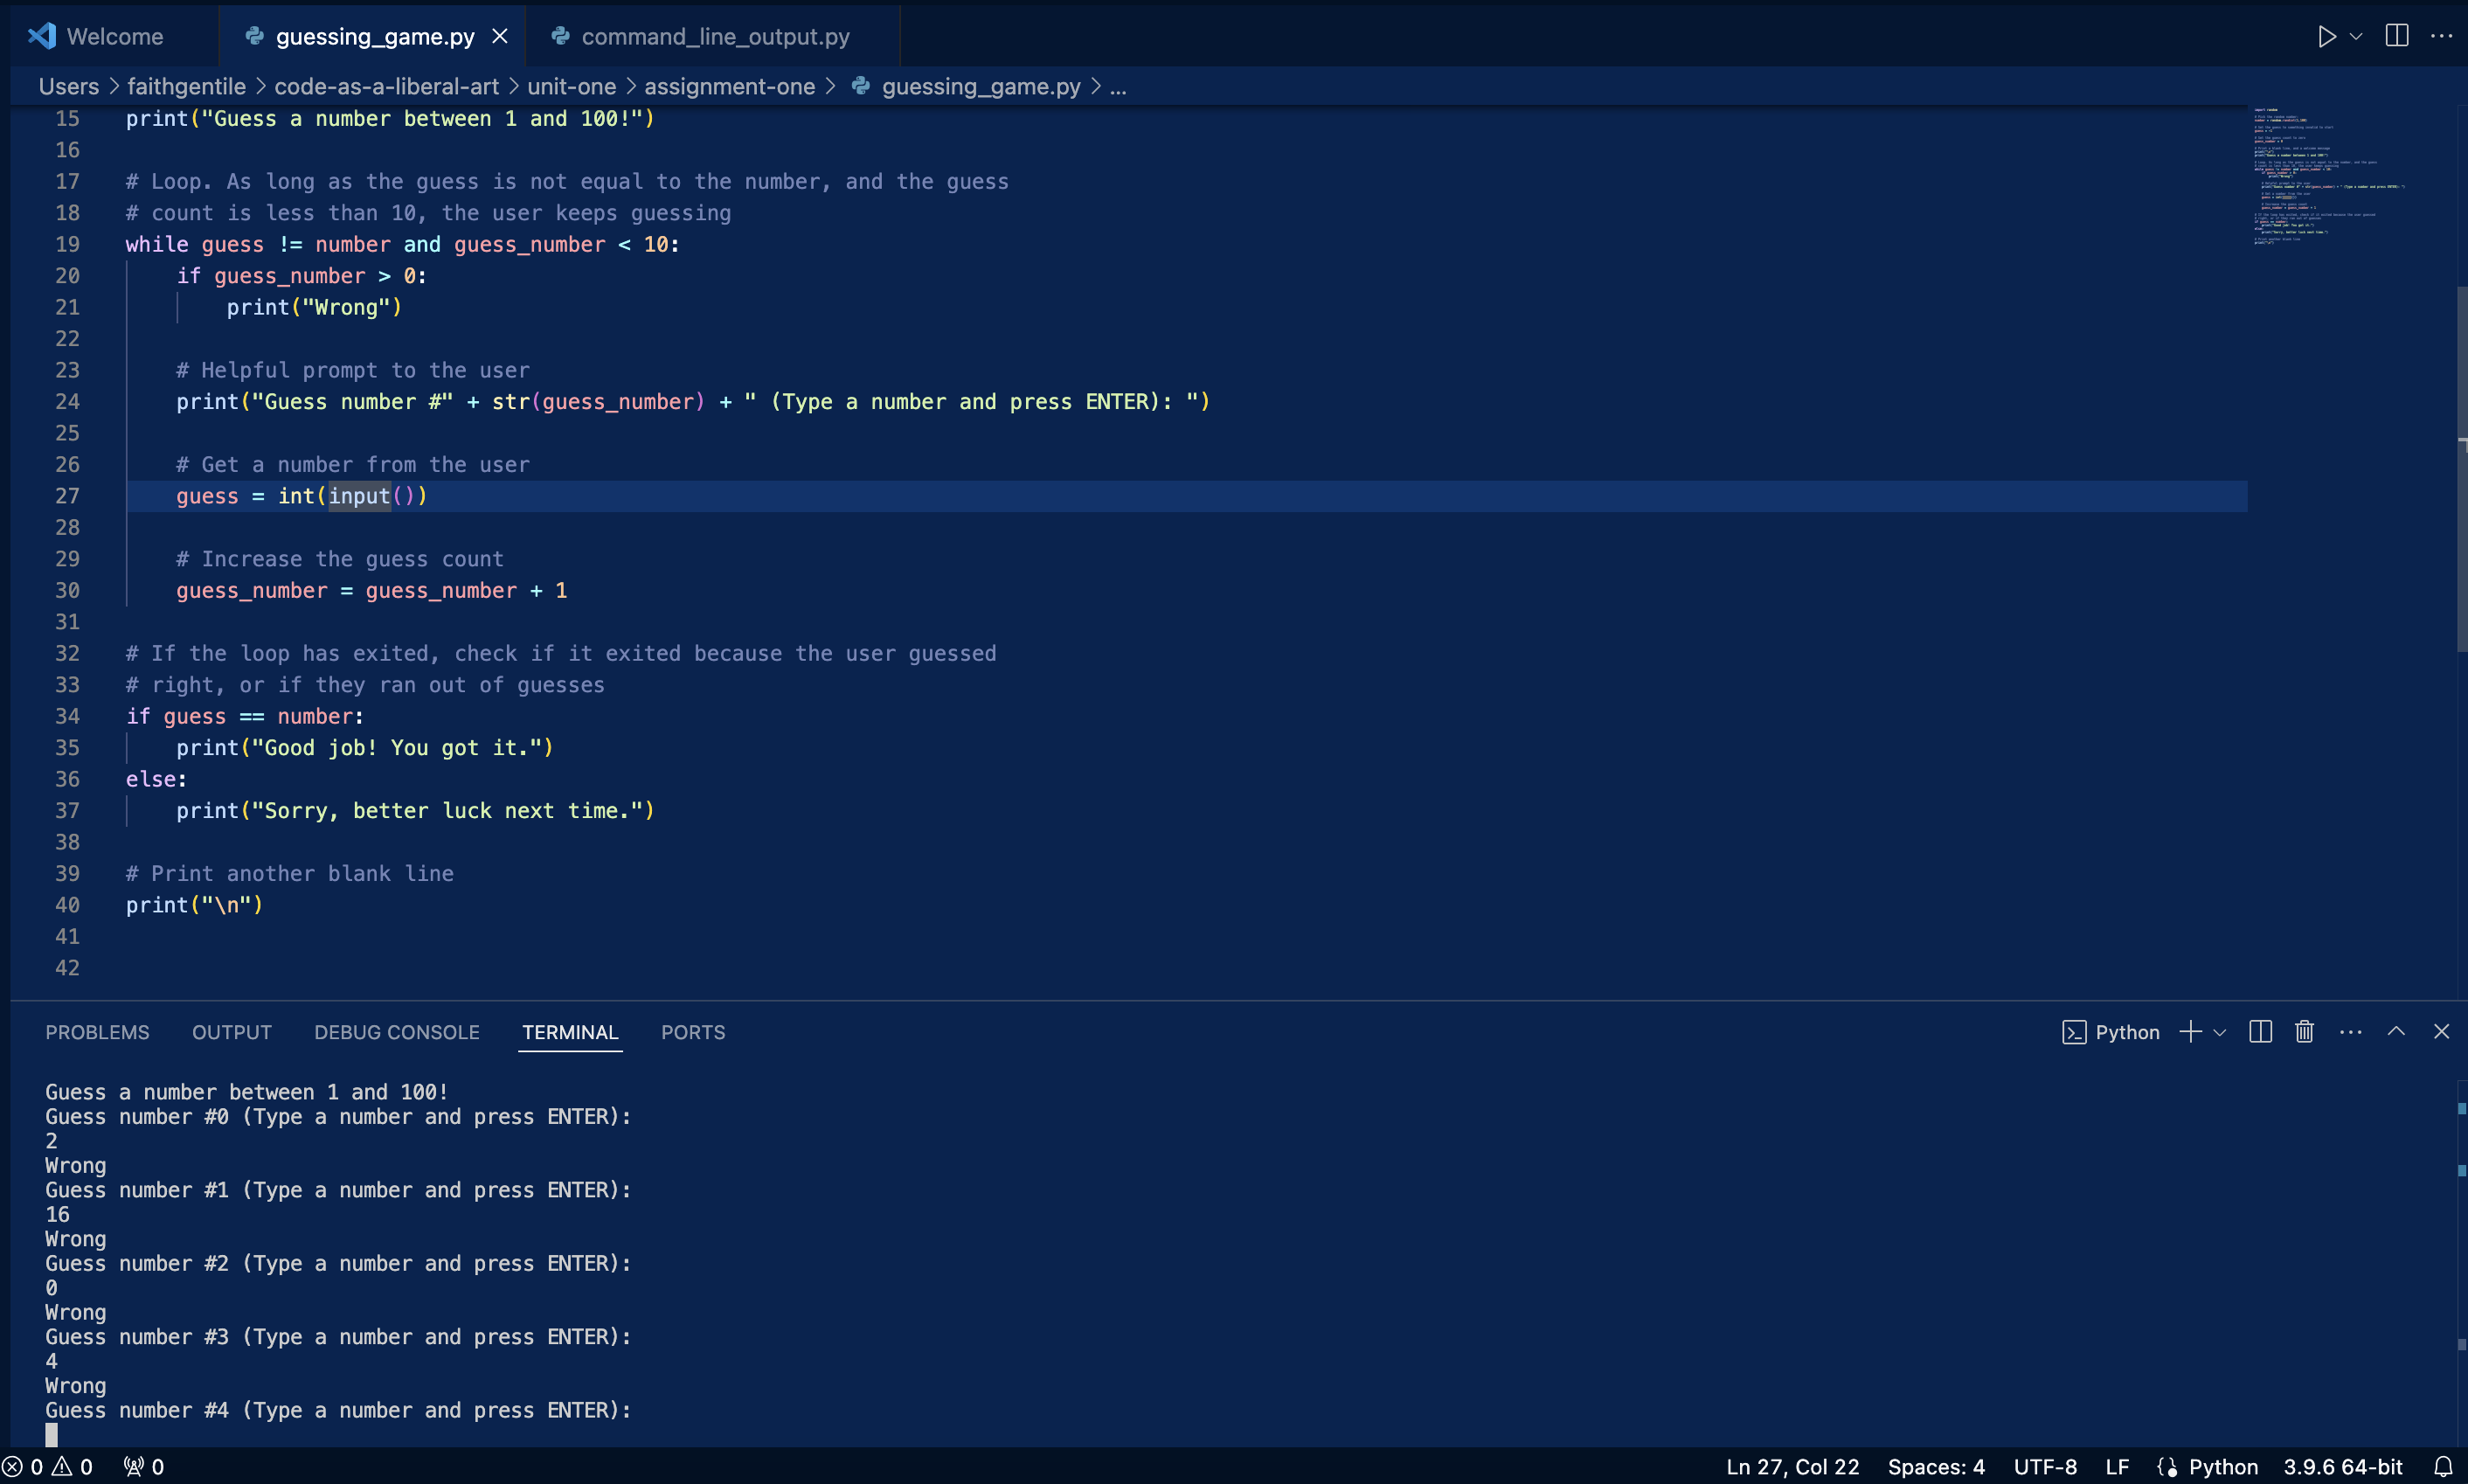 Welcome guessing_game.py command_line_output.py
Users > faithgentile > code-as-a-liberal-art > unit-one > assignment-one > guessing_game.py > ...
15 print("Guess a number between 1 and 100!")
16
17 # Loop. As long as the guess is not equal to the number, and the guess
18 # count is less than 10, the user keeps guessing
19 while guess != number and guess_number < 10:
20     if guess_number > 0:
21         print("Wrong")
22
23     # Helpful prompt to the user
24     print("Guess number #" + str(guess_number) + " (Type a number and press ENTER): ")
25
26     # Get a number from the user
27     guess = int(input())
28
29     # Increase the guess count
30     guess_number = guess_number + 1
31
32 # If the loop has exited, check if it exited because the user guessed
33 # right, or if they ran out of guesses
34 if guess == number:
35     print("Good job! You got it.")
36 else:
37     print("Sorry, better luck next time.")
38
39 # Print another blank line
40 print("\n")
41
42
PROBLEMS OUTPUT DEBUG CONSOLE TERMINAL PORTS Python
Guess a number between 1 and 100!
Guess number #0 (Type a number and press ENTER):
2
Wrong
Guess number #1 (Type a number and press ENTER):
16
Wrong
Guess number #2 (Type a number and press ENTER):
0
Wrong
Guess number #3 (Type a number and press ENTER):
4
Wrong
Guess number #4 (Type a number and press ENTER):
0 0 0 Ln 27, Col 22 Spaces: 4 UTF-8 LF Python 3.9.6 64-bit